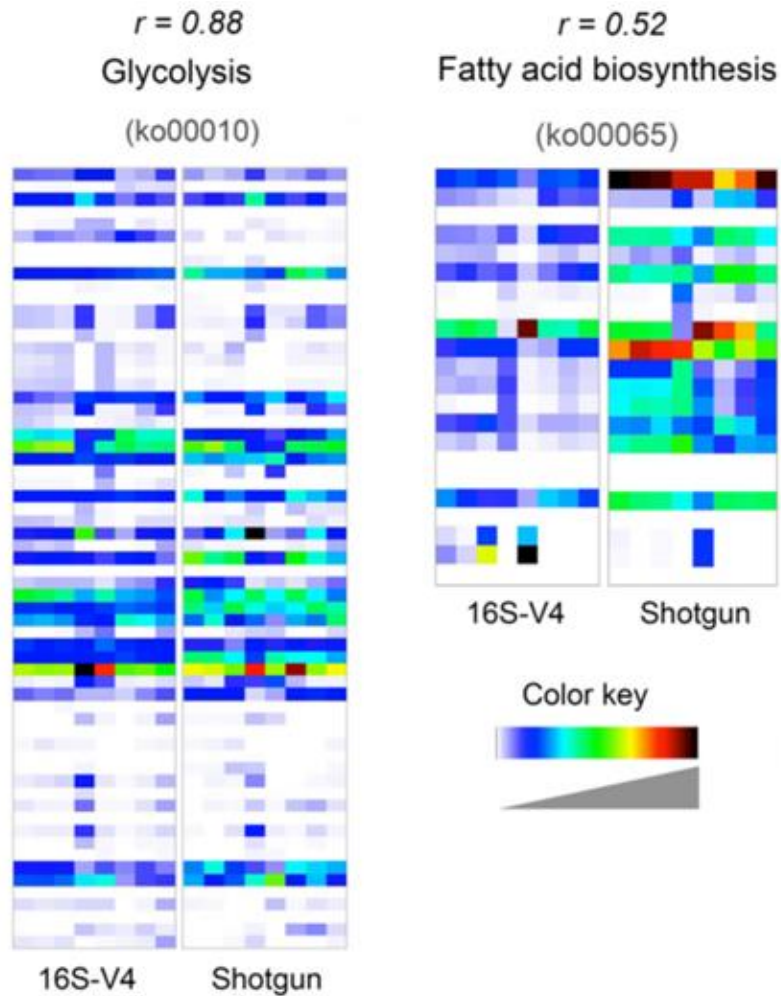 r = 0.88
Glycolysis
(ko00010)
16S-V4 Shotgun
r = 0.52
Fatty acid biosynthesis
(ko00065)
16S-V4 Shotgun
Color key